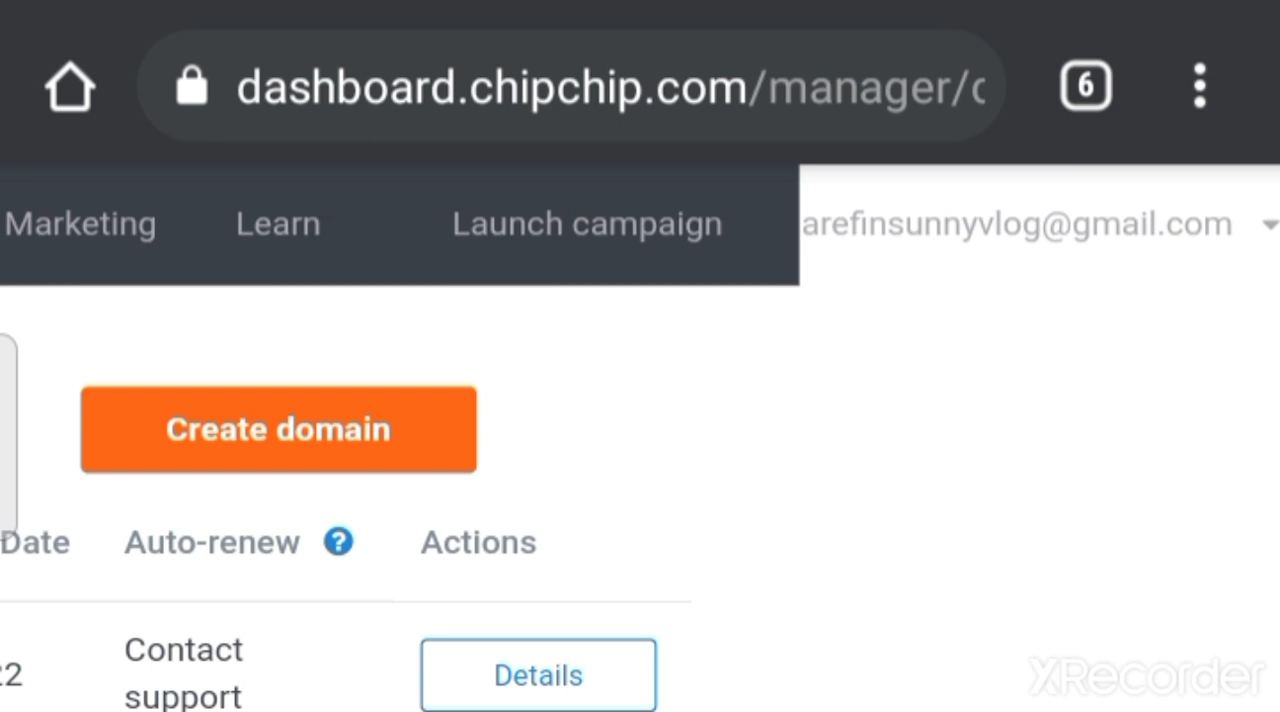 dashboard.chipchip.com/manager/
6
Marketing Learn Launch campaign arefinsunnyvlog@gmail.com
Create domain
Date Auto-renew ? Actions
Contact
22 Details
support
XRecorder